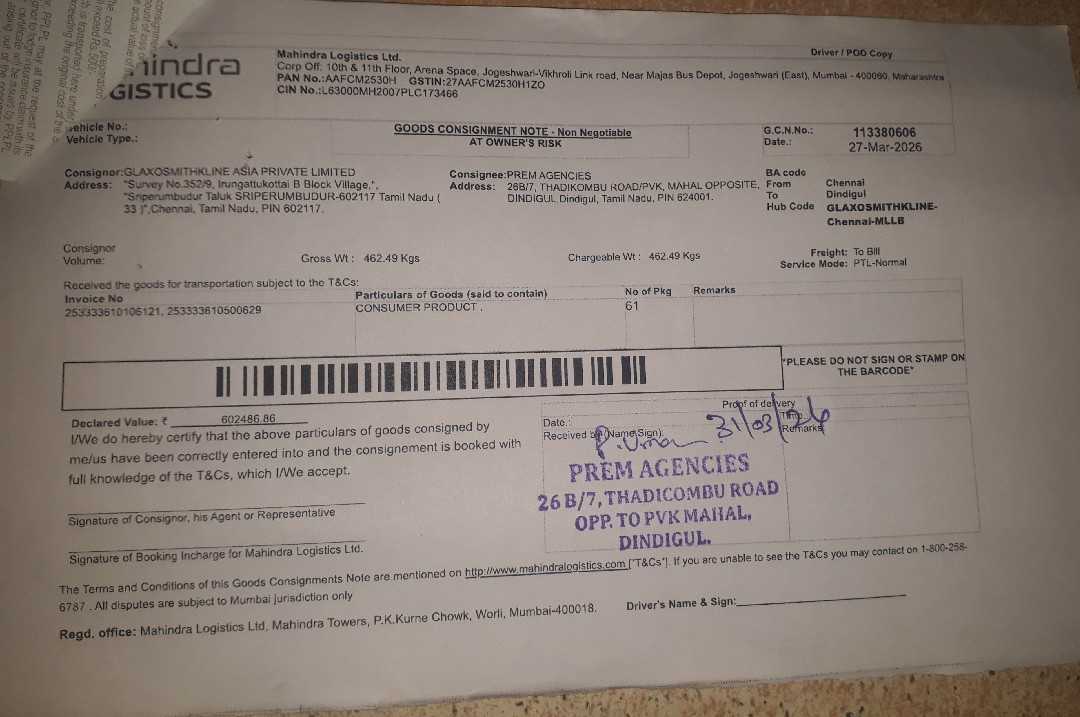 hindra
GISTICS
Mahindra Logistics Ltd.
Driver / POD Copy
Corp Off: 10th & 11th Floor, Arena Space, Jogeshwari-Vikhroli Link road, Near Majas Bus Depot, Jogeshwari (East), Mumbai - 400060, Maharashtra
PAN No.:AAFCM2530H GSTIN:27AAFCM2530H1ZO
CIN No.:L63000MH2007PLC173466
Vehicle No.:
Vehicle Type.:
GOODS CONSIGNMENT NOTE - Non Negotiable
AT OWNER'S RISK
G.C.N.No.: 113380606
Date.: 27-Mar-2026
Consignor:GLAXOSMITHKLINE ASIA PRIVATE LIMITED
Address: "Survey No.352/9, Irungattukottai B Block Village,",
"Sriperumbudur Taluk SRIPERUMBUDUR-602117 Tamil Nadu (
33 )",Chennai, Tamil Nadu, PIN 602117.
Consignee:PREM AGENCIES
Address: 26B/7, THADIKOMBU ROAD/PVK, MAHAL OPPOSITE,
DINDIGUL, Dindigul, Tamil Nadu, PIN 624001.
BA code
From Chennai
To Dindigul
Hub Code GLAXOSMITHKLINE-
Chennai-MLLB
Consignor
Volume:
Gross Wt : 462.49 Kgs
Chargeable Wt : 462.49 Kgs
Freight: To Bill
Service Mode: PTL-Normal
Received the goods for transportation subject to the T&Cs:
Invoice No Particulars of Goods (said to contain) No of Pkg Remarks
253333610106121, 253333610500629 CONSUMER PRODUCT . 61
"PLEASE DO NOT SIGN OR STAMP ON
THE BARCODE"
Declared Value: ₹ 602486.86
I/We do hereby certify that the above particulars of goods consigned by
me/us have been correctly entered into and the consignement is booked with
full knowledge of the T&Cs, which I/We accept.
Signature of Consignor, his Agent or Representative
Signature of Booking Incharge for Mahindra Logistics Ltd.
Proof of delivery
Date.: Time
Received by (Name/Sign): Remarks
P. Uma 31/03/26
PREM AGENCIES
26 B/7, THADICOMBU ROAD
OPP. TO PVK MAHAL,
DINDIGUL.
The Terms and Conditions of this Goods Consignments Note are mentioned on http://www.mahindralogistics.com ["T&Cs"]. If you are unable to see the T&Cs you may contact on 1-800-258-
6787 . All disputes are subject to Mumbai jurisdiction only
Regd. office: Mahindra Logistics Ltd, Mahindra Towers, P.K.Kurne Chowk, Worli, Mumbai-400018.
Driver's Name & Sign: